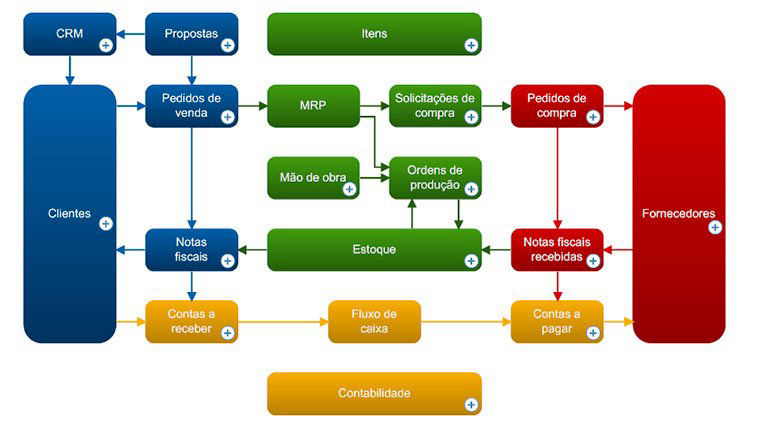 CRM
Propostas
Itens
Pedidos de
venda
MRP
Solicitações de
compra
Pedidos de
compra
Mão de obra
Ordens de
produção
Clientes
Fornecedores
Notas
fiscais
Estoque
Notas fiscais
recebidas
Contas a
receber
Fluxo de
caixa
Contas a
pagar
Contabilidade